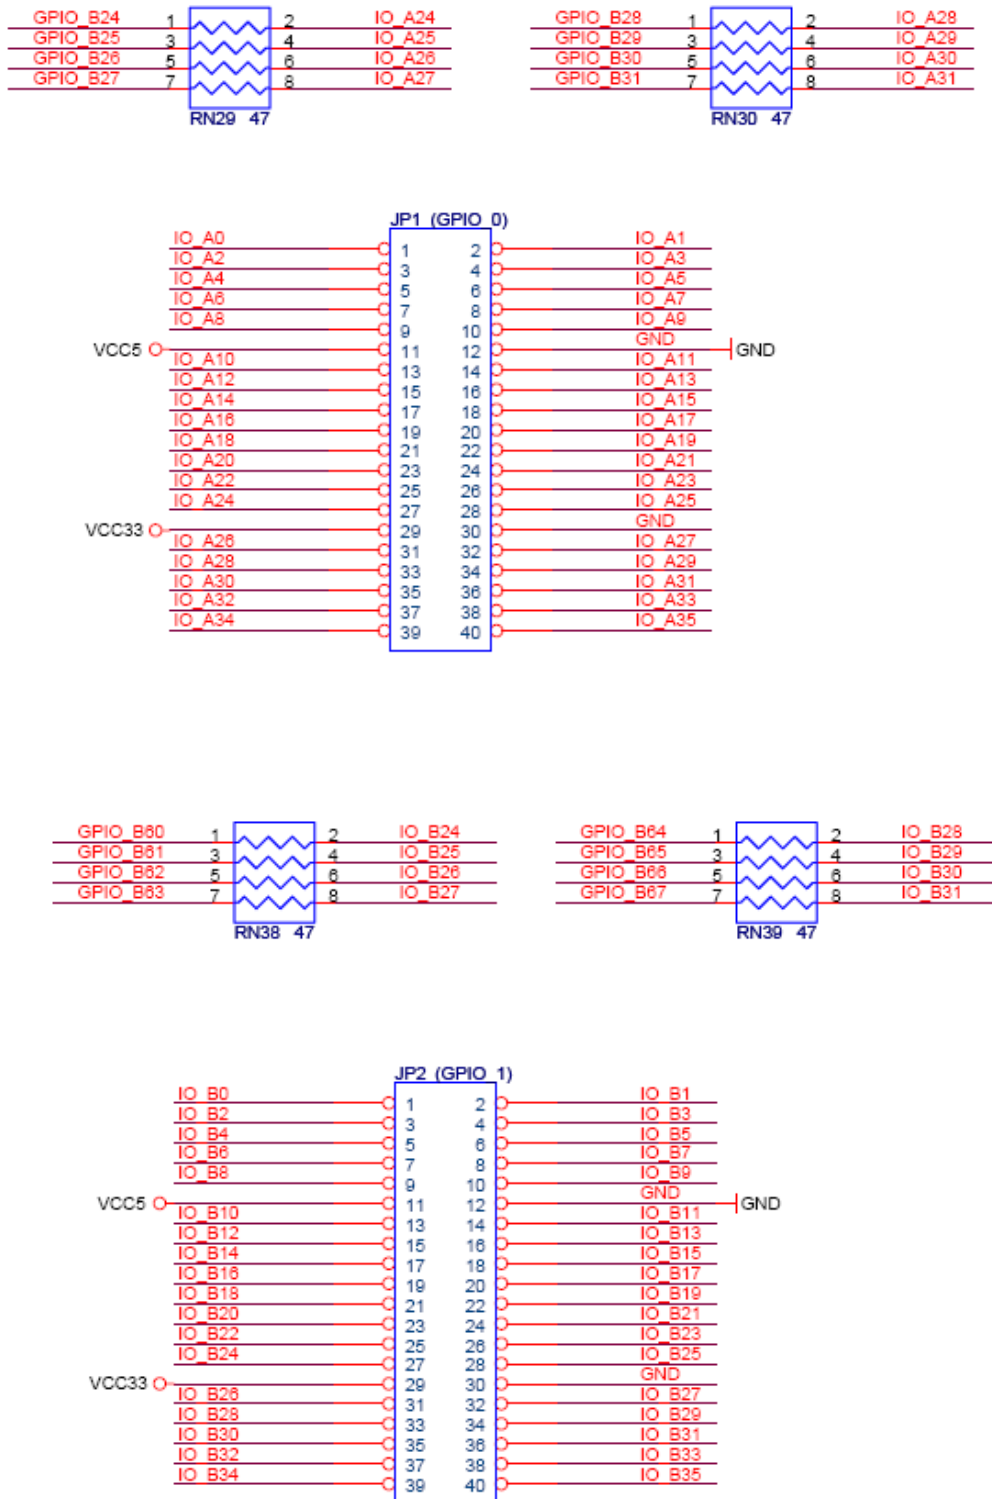 GPIO_B24 1 2 IO_A24 GPIO_B28 1 2 IO_A28
GPIO_B25 3 4 IO_A25 GPIO_B29 3 4 IO_A29
GPIO_B26 5 6 IO_A26 GPIO_B30 5 6 IO_A30
GPIO_B27 7 8 IO_A27 GPIO_B31 7 8 IO_A31
RN29 47 RN30 47
JP1 (GPIO_0)
IO_A0 1 2 IO_A1
IO_A2 3 4 IO_A3
IO_A4 5 6 IO_A5
IO_A6 7 8 IO_A7
IO_A8 9 10 IO_A9
VCC5 11 12 GND GND
IO_A10 13 14 IO_A11
IO_A12 15 16 IO_A13
IO_A14 17 18 IO_A15
IO_A16 19 20 IO_A17
IO_A18 21 22 IO_A19
IO_A20 23 24 IO_A21
IO_A22 25 26 IO_A23
IO_A24 27 28 IO_A25
VCC33 29 30 GND
IO_A26 31 32 IO_A27
IO_A28 33 34 IO_A29
IO_A30 35 36 IO_A31
IO_A32 37 38 IO_A33
IO_A34 39 40 IO_A35
GPIO_B60 1 2 IO_B24 GPIO_B64 1 2 IO_B28
GPIO_B61 3 4 IO_B25 GPIO_B65 3 4 IO_B29
GPIO_B62 5 6 IO_B26 GPIO_B66 5 6 IO_B30
GPIO_B63 7 8 IO_B27 GPIO_B67 7 8 IO_B31
RN38 47 RN39 47
JP2 (GPIO_1)
IO_B0 1 2 IO_B1
IO_B2 3 4 IO_B3
IO_B4 5 6 IO_B5
IO_B6 7 8 IO_B7
IO_B8 9 10 IO_B9
VCC5 11 12 GND GND
IO_B10 13 14 IO_B11
IO_B12 15 16 IO_B13
IO_B14 17 18 IO_B15
IO_B16 19 20 IO_B17
IO_B18 21 22 IO_B19
IO_B20 23 24 IO_B21
IO_B22 25 26 IO_B23
IO_B24 27 28 IO_B25
VCC33 29 30 GND
IO_B26 31 32 IO_B27
IO_B28 33 34 IO_B29
IO_B30 35 36 IO_B31
IO_B32 37 38 IO_B33
IO_B34 39 40 IO_B35